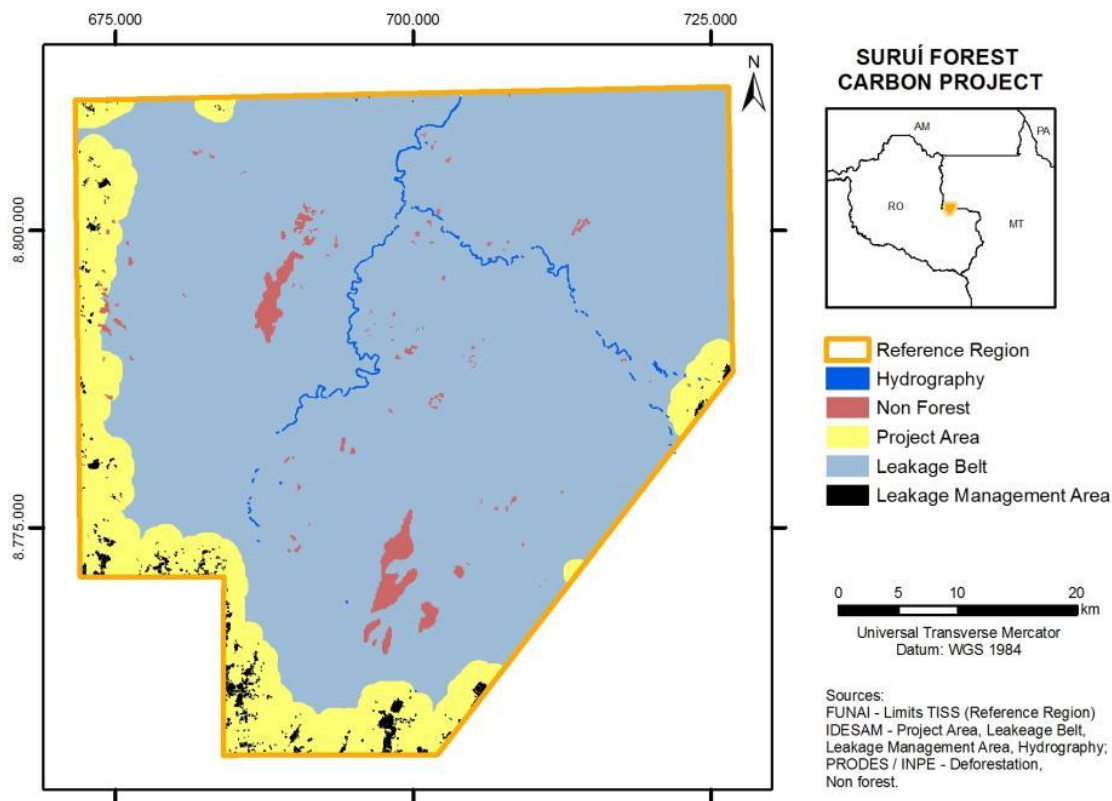 675.000
700.000
725.000
8.800.000
8.775.000
N
SURUÍ FOREST
CARBON PROJECT
AM
PA
RO
MT
Reference Region
Hydrography
Non Forest
Project Area
Leakage Belt
Leakage Management Area
0 5 10 20
km
Universal Transverse Mercator
Datum: WGS 1984
Sources:
FUNAI - Limits TISS (Reference Region)
IDESAM - Project Area, Leakeage Belt,
Leakage Management Area, Hydrography;
PRODES / INPE - Deforestation,
Non forest.